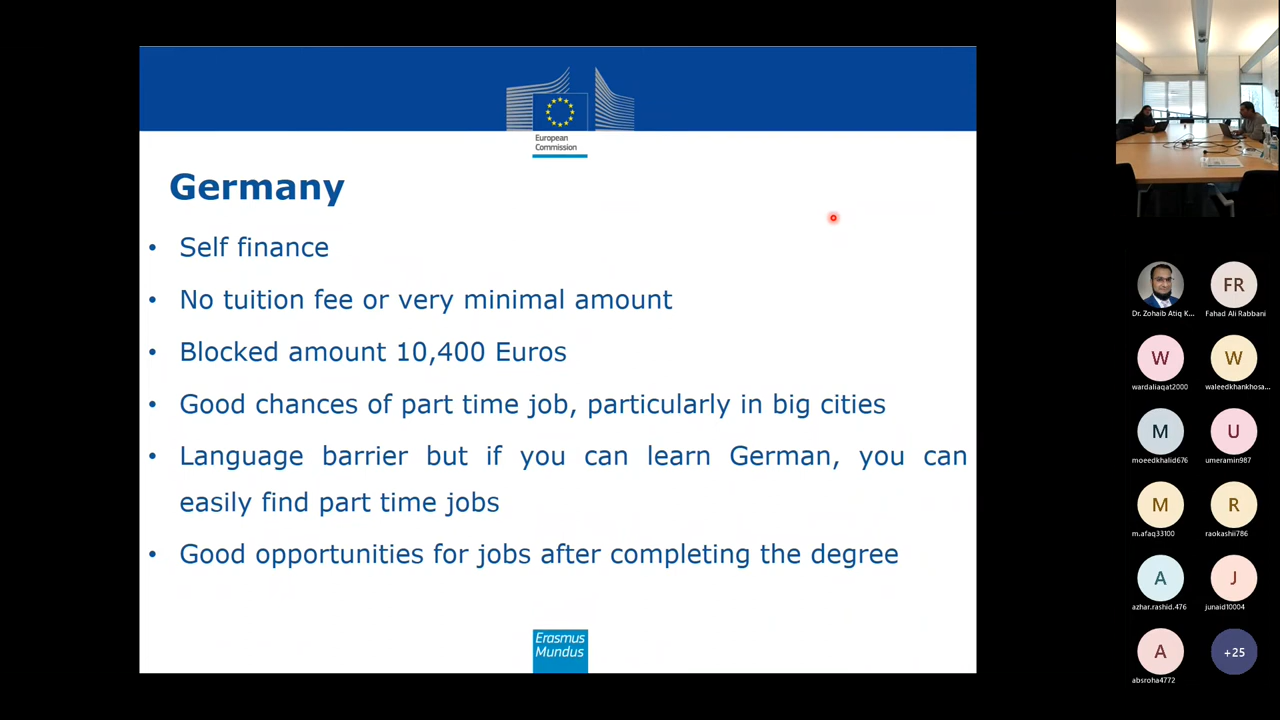 European
Commission
Germany
• Self finance
• No tuition fee or very minimal amount
• Blocked amount 10,400 Euros
• Good chances of part time job, particularly in big cities
• Language barrier but if you can learn German, you can
easily find part time jobs
• Good opportunities for jobs after completing the degree
Erasmus
Mundus
FR
Dr. Zohaib Atiq K...
Fahad Ali Rabbani
W
W
wardaliaqat2000
waleedkhankhosa...
M
U
moeedkhalid676
umeramin987
M
R
m.afaq33100
raokashii786
A
J
azhar.rashid.476
junaid10004
A
+25
absroha4772